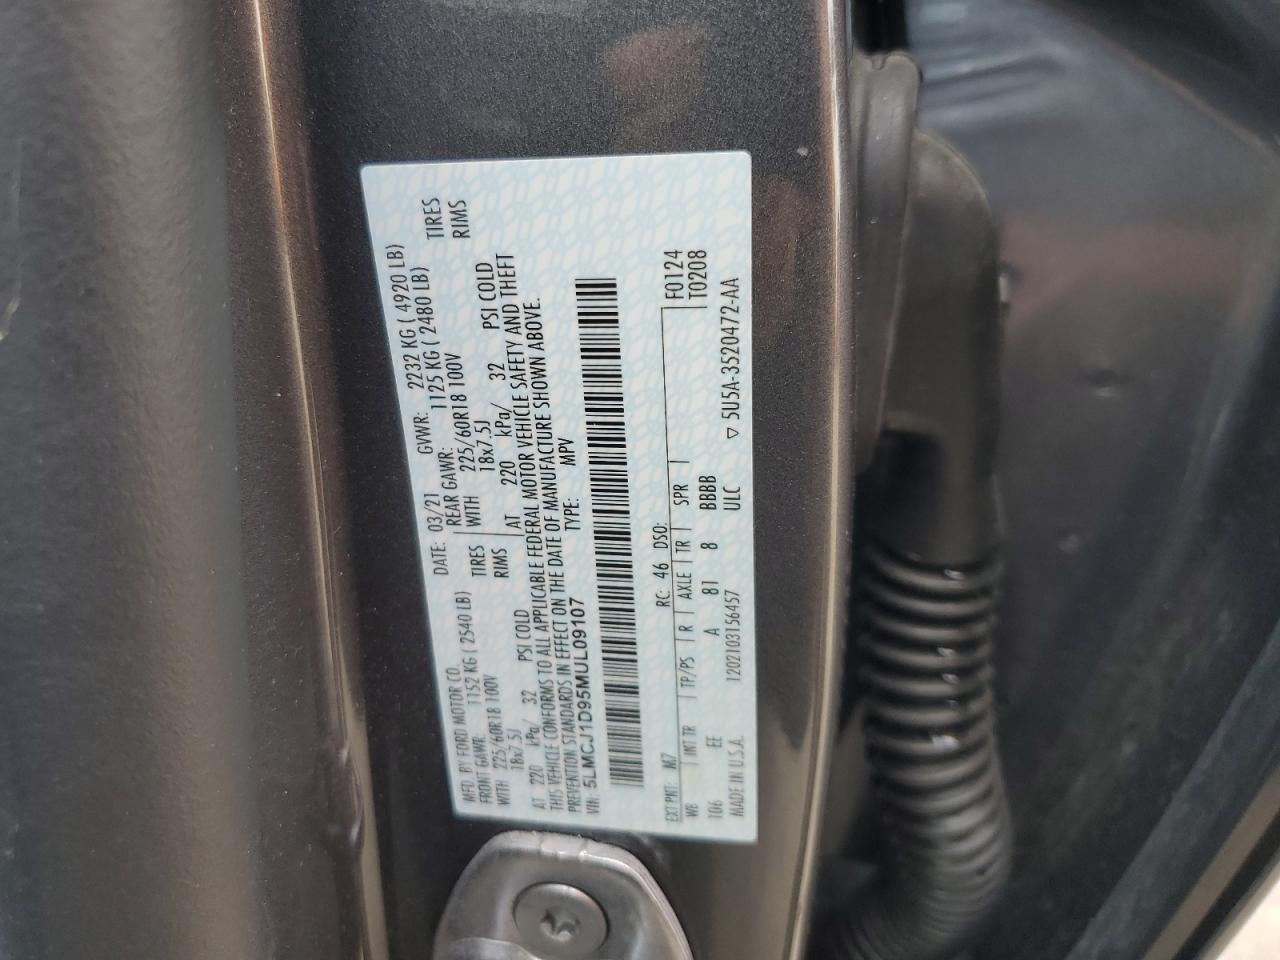 MFD. BY FORD MOTOR CO. DATE: 03/21 GVWR: 2232 KG ( 4920 LB)
FRONT GAWR: 1152 KG ( 2540 LB) REAR GAWR: 1125 KG ( 2480 LB)
WITH 225/60R18 100V TIRES WITH 225/60R18 100V TIRES
18x7.5J RIMS 18x7.5J RIMS
AT 220 kPa/ 32 PSI COLD AT 220 kPa/ 32 PSI COLD
THIS VEHICLE CONFORMS TO ALL APPLICABLE FEDERAL MOTOR VEHICLE SAFETY AND THEFT
PREVENTION STANDARDS IN EFFECT ON THE DATE OF MANUFACTURE SHOWN ABOVE.
VIN: 5LMCJ1D95MUL09107 TYPE: MPV
EXT PNT: M7 RC: 46 DSO: F0124
WB INT TR TP/PS R AXLE TR SPR T0208
106 EE A 81 8 BBBB
MADE IN U.S.A. 1202103156457 ULC ▽ 5U5A-3520472-AA